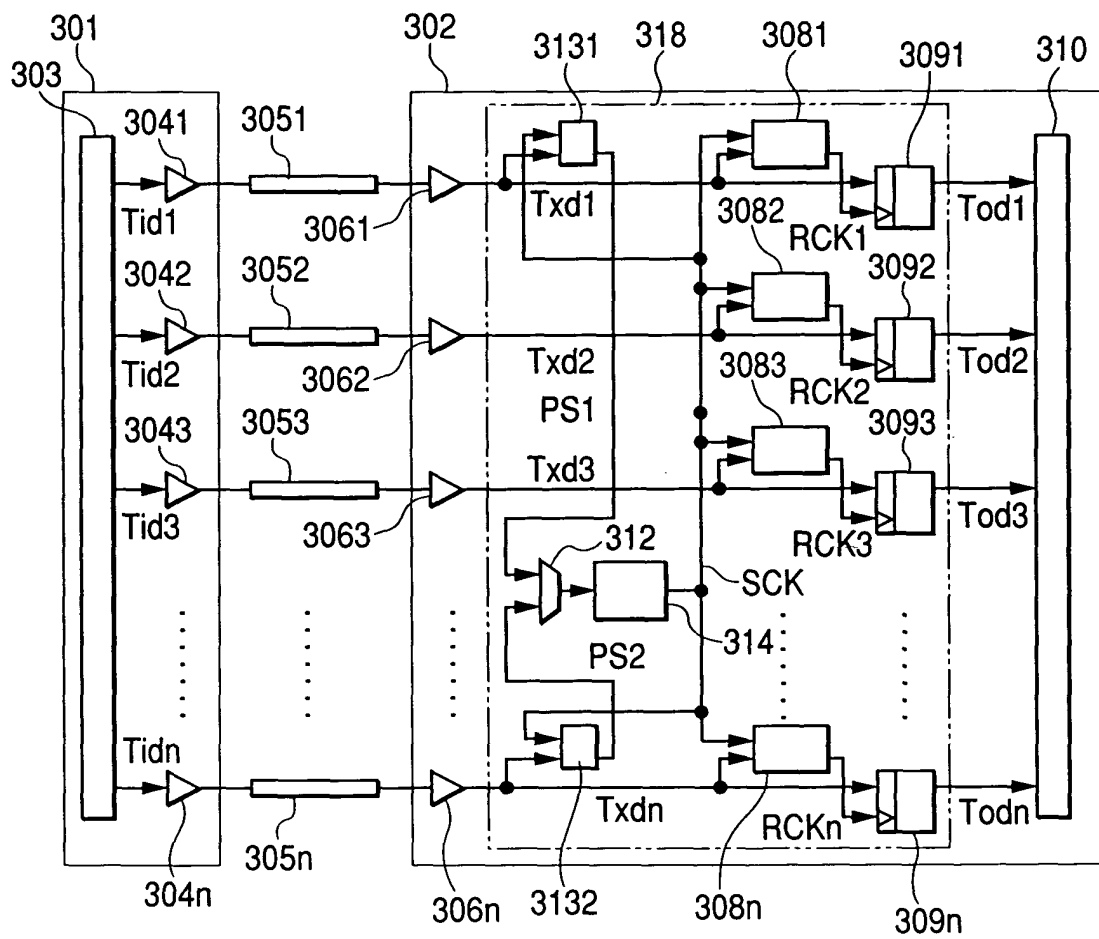 301
302
3131
318
3081
3091
310
303
3041
3051
Tid1
3061
Txd1
RCK1
Tod1
3082
3042
3052
3092
Tid2
3062
Txd2
RCK2
Tod2
PS1
3083
3043
3053
3093
Tid3
3063
Txd3
RCK3
Tod3
312
SCK
314
PS2
Tidn
Txdn
RCKn
Todn
304n
305n
306n
3132
308n
309n